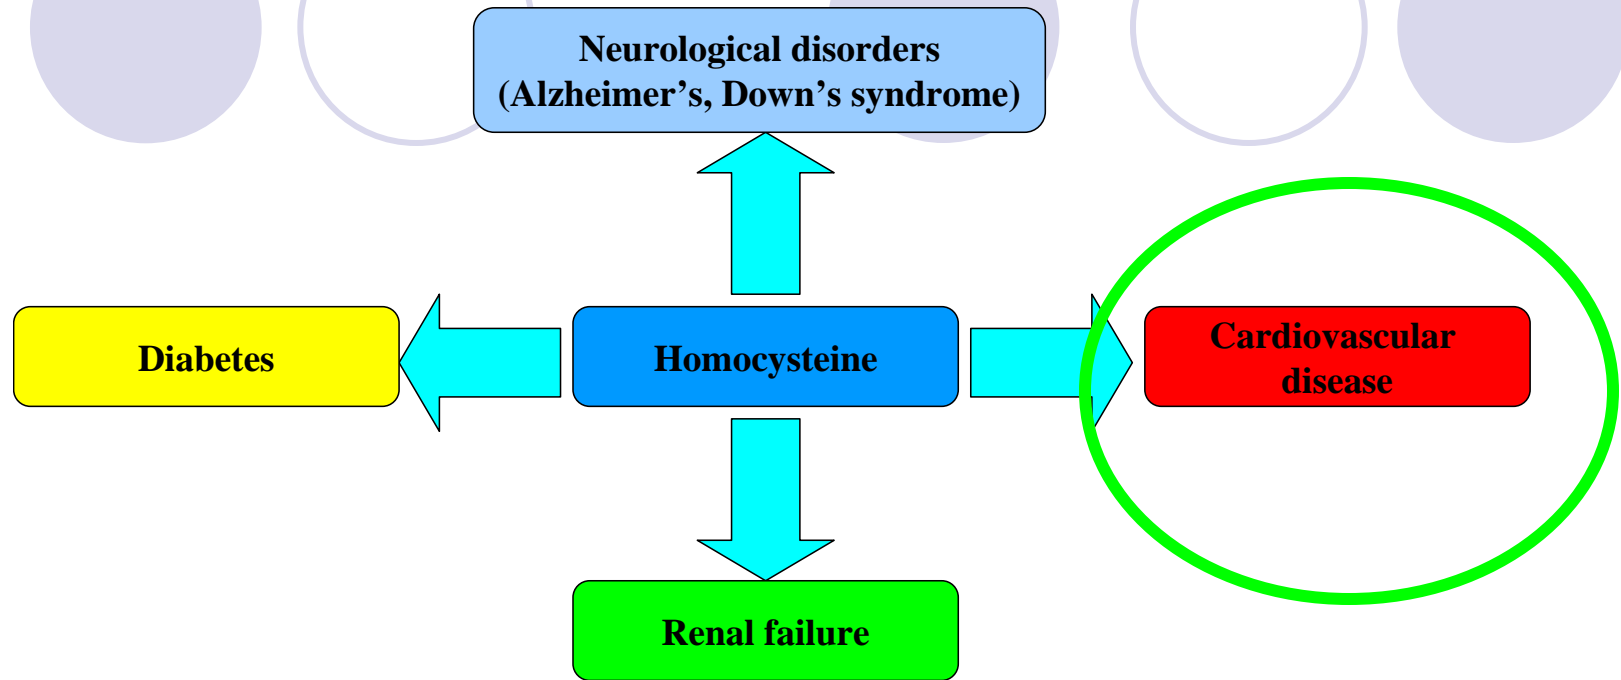 Neurological disorders
(Alzheimer’s, Down’s syndrome)
Diabetes
Homocysteine
Cardiovascular
disease
Renal failure